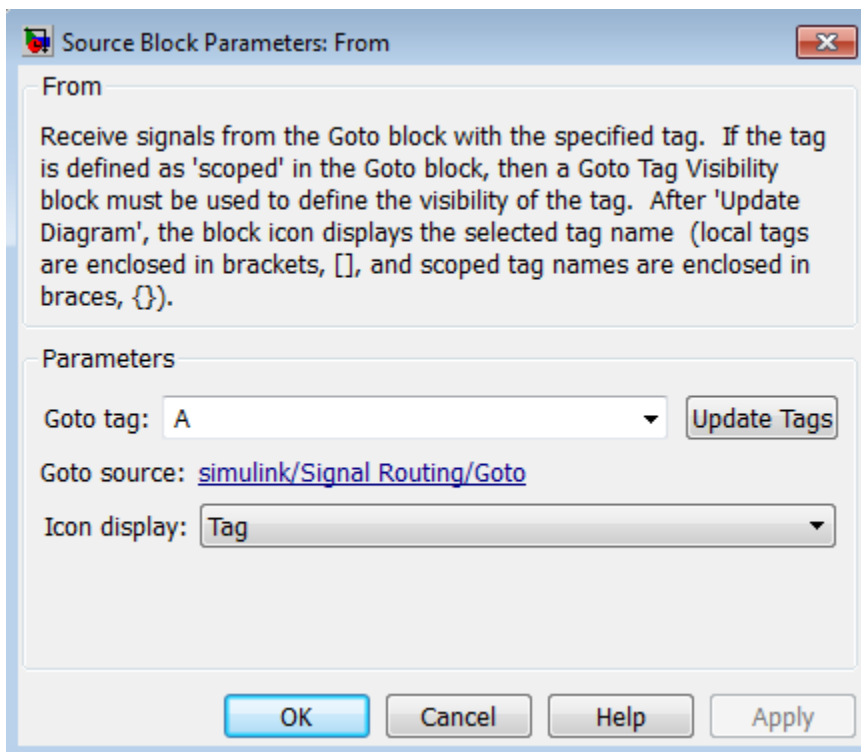 Source Block Parameters: From
From
Receive signals from the Goto block with the specified tag.  If the tag
is defined as 'scoped' in the Goto block, then a Goto Tag Visibility
block must be used to define the visibility of the tag.  After 'Update
Diagram', the block icon displays the selected tag name  (local tags
are enclosed in brackets, [], and scoped tag names are enclosed in
braces, {}).
Parameters
Goto tag: A Update Tags
Goto source: simulink/Signal Routing/Goto
Icon display: Tag
OK Cancel Help Apply